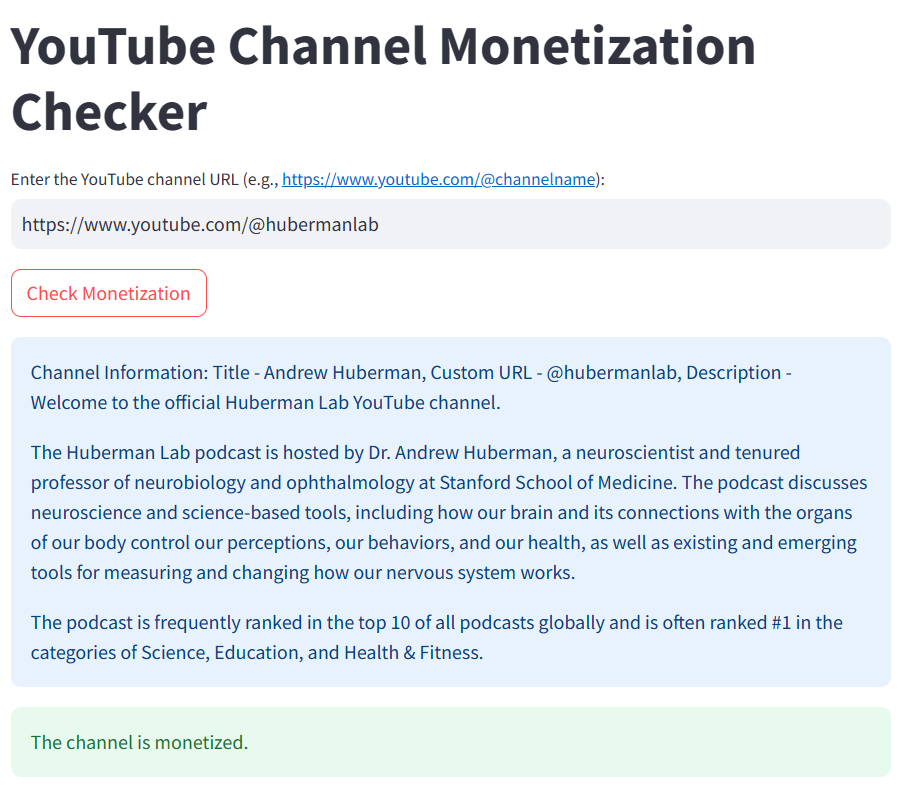 YouTube Channel Monetization
Checker
Enter the YouTube channel URL (e.g., https://www.youtube.com/@channelname):
https://www.youtube.com/@hubermanlab
Check Monetization
Channel Information: Title - Andrew Huberman, Custom URL - @hubermanlab, Description -
Welcome to the official Huberman Lab YouTube channel.
The Huberman Lab podcast is hosted by Dr. Andrew Huberman, a neuroscientist and tenured
professor of neurobiology and ophthalmology at Stanford School of Medicine. The podcast discusses
neuroscience and science-based tools, including how our brain and its connections with the organs
of our body control our perceptions, our behaviors, and our health, as well as existing and emerging
tools for measuring and changing how our nervous system works.
The podcast is frequently ranked in the top 10 of all podcasts globally and is often ranked #1 in the
categories of Science, Education, and Health & Fitness.
The channel is monetized.